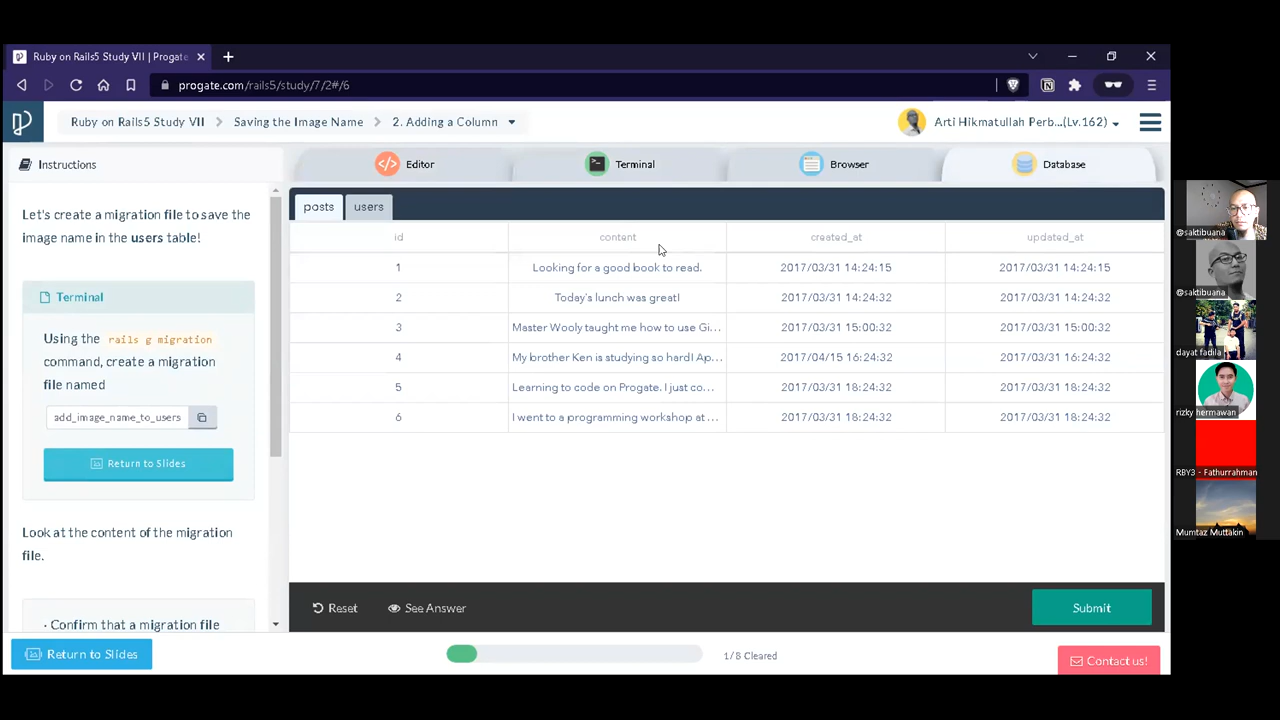 Ruby on Rails5 Study VII | Progate
progate.com/rails5/study/7/2#/6
Ruby on Rails5 Study VII
Saving the Image Name
2. Adding a Column
Arti Hikmatullah Perb...(Lv.162)
Instructions
Editor
Terminal
Browser
Database
Let's create a migration file to save the
image name in the users table!
Terminal
Using the rails g migration
command, create a migration
file named
add_image_name_to_users
Return to Slides
Look at the content of the migration
file.
· Confirm that a migration file
posts users
id content created_at updated_at
1 Looking for a good book to read. 2017/03/31 14:24:15 2017/03/31 14:24:15
2 Today's lunch was great! 2017/03/31 14:24:32 2017/03/31 14:24:32
3 Master Wooly taught me how to use Gi... 2017/03/31 15:00:32 2017/03/31 15:00:32
4 My brother Ken is studying so hard! Ap... 2017/04/15 16:24:32 2017/03/31 16:24:32
5 Learning to code on Progate. I just co... 2017/03/31 18:24:32 2017/03/31 18:24:32
6 I went to a programming workshop at ... 2017/03/31 18:24:32 2017/03/31 18:24:32
Reset
See Answer
Submit
Return to Slides
1/8 Cleared
Contact us!
@saktibuana
@saktibuana
dayat fadila
rizky hermawan
RBY3 - Fathurrahman
Mumtaz Muttakin